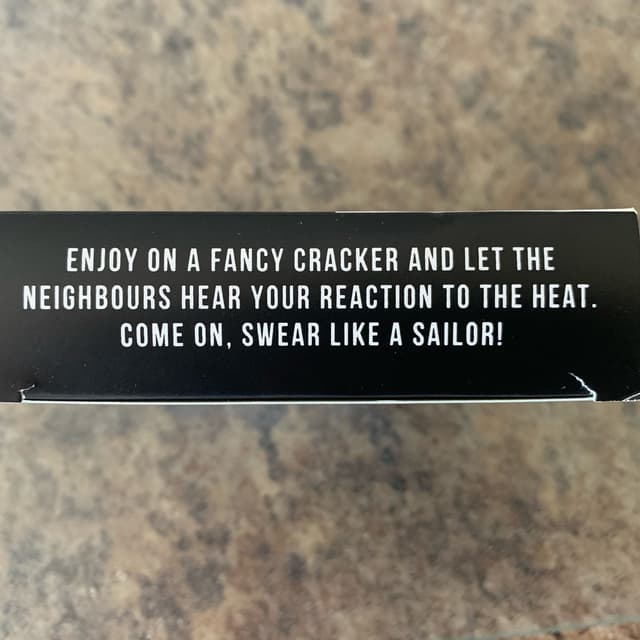 ENJOY ON A FANCY CRACKER AND LET THE
NEIGHBOURS HEAR YOUR REACTION TO THE HEAT.
COME ON, SWEAR LIKE A SAILOR!